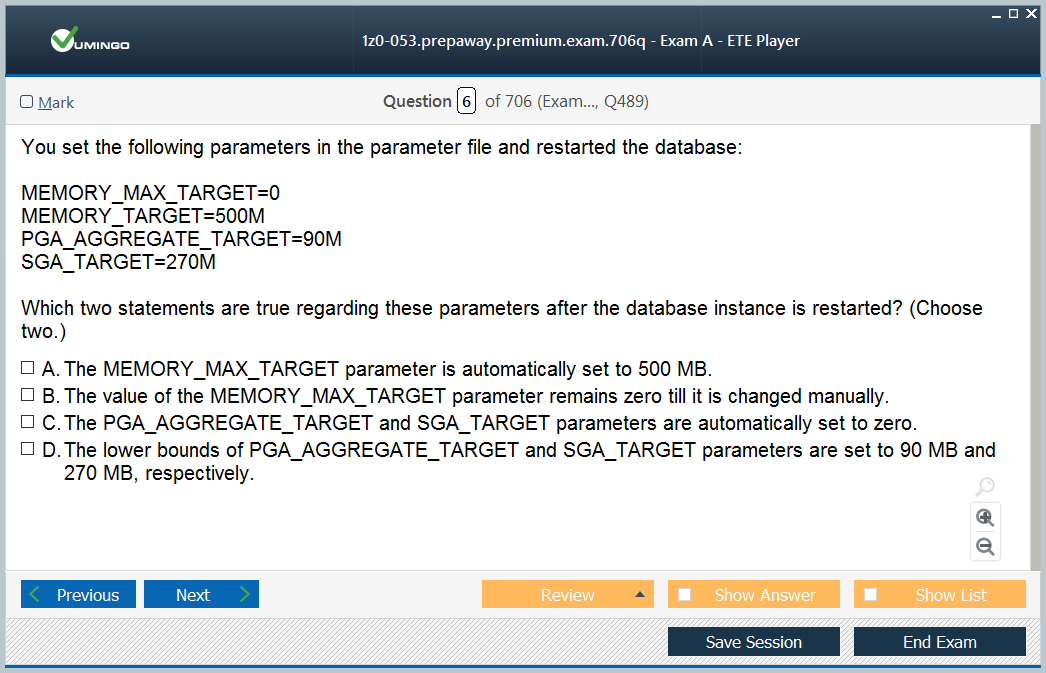 VUMINGO
1z0-053.prepaway.premium.exam.706q - Exam A - ETE Player
Mark
Question 6 of 706 (Exam..., Q489)
You set the following parameters in the parameter file and restarted the database:
MEMORY_MAX_TARGET=0
MEMORY_TARGET=500M
PGA_AGGREGATE_TARGET=90M
SGA_TARGET=270M
Which two statements are true regarding these parameters after the database instance is restarted? (Choose
two.)
A. The MEMORY_MAX_TARGET parameter is automatically set to 500 MB.
B. The value of the MEMORY_MAX_TARGET parameter remains zero till it is changed manually.
C. The PGA_AGGREGATE_TARGET and SGA_TARGET parameters are automatically set to zero.
D. The lower bounds of PGA_AGGREGATE_TARGET and SGA_TARGET parameters are set to 90 MB and
270 MB, respectively.
Previous
Next
Review
Show Answer
Show List
Save Session
End Exam